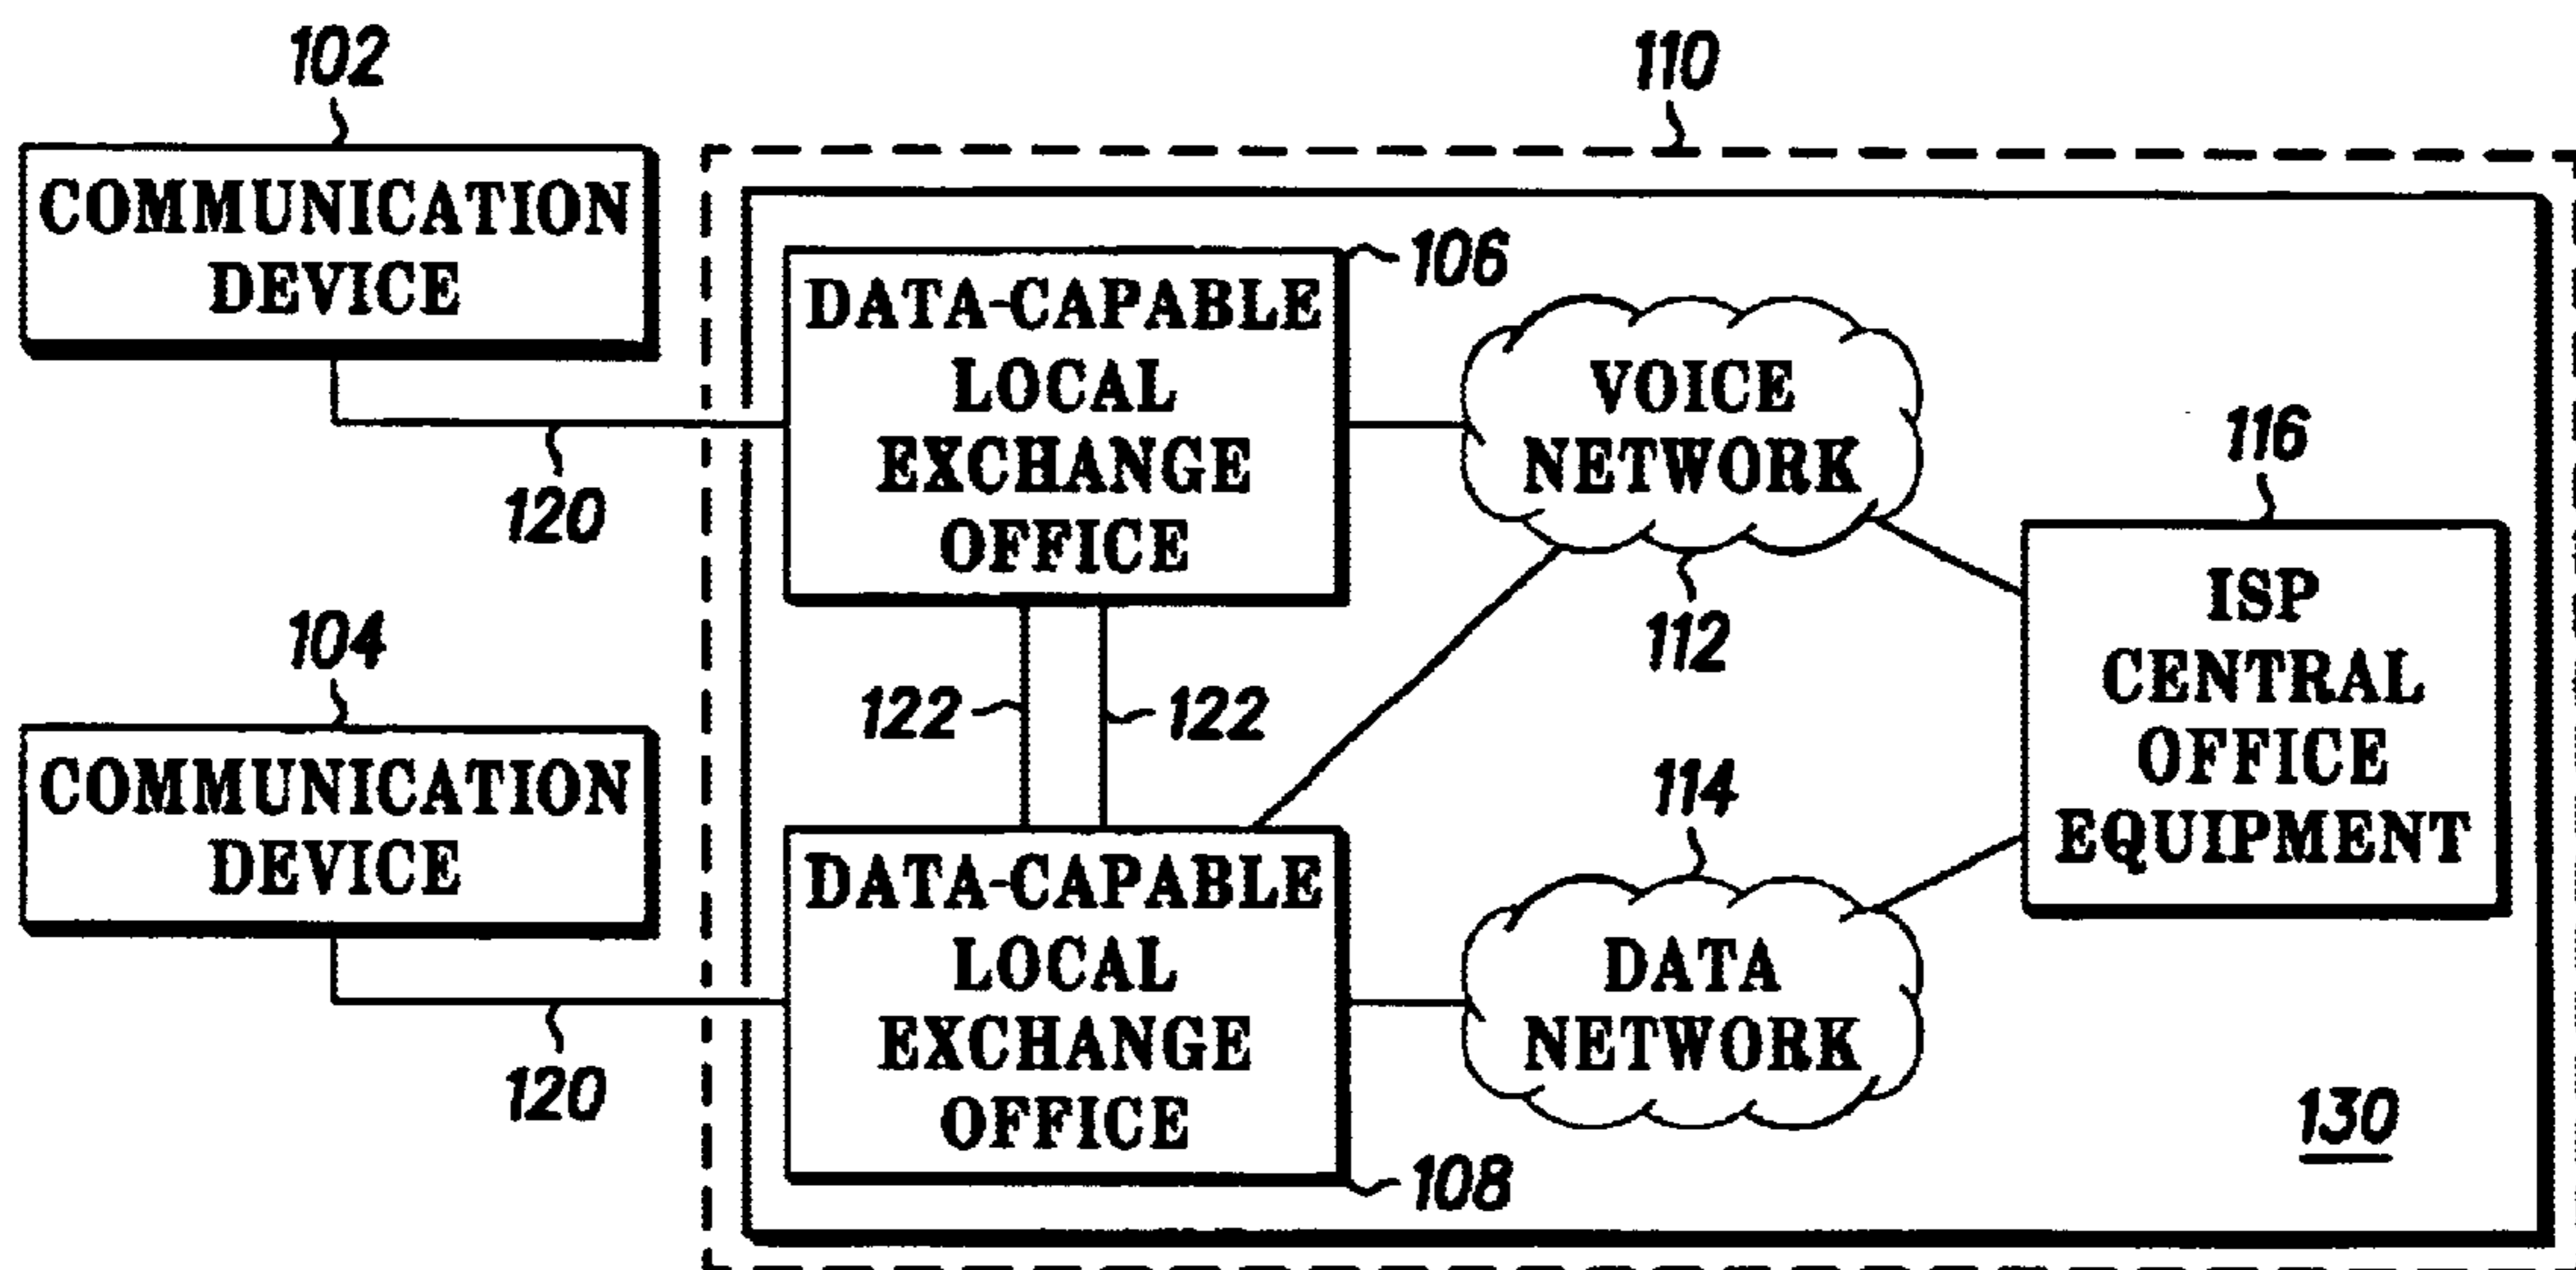 102
COMMUNICATION
DEVICE
120
104
COMMUNICATION
DEVICE
120
110
106
DATA-CAPABLE
LOCAL
EXCHANGE
OFFICE
122
122
DATA-CAPABLE
LOCAL
EXCHANGE
OFFICE
108
VOICE
NETWORK
112
114
DATA
NETWORK
116
ISP
CENTRAL
OFFICE
EQUIPMENT
130